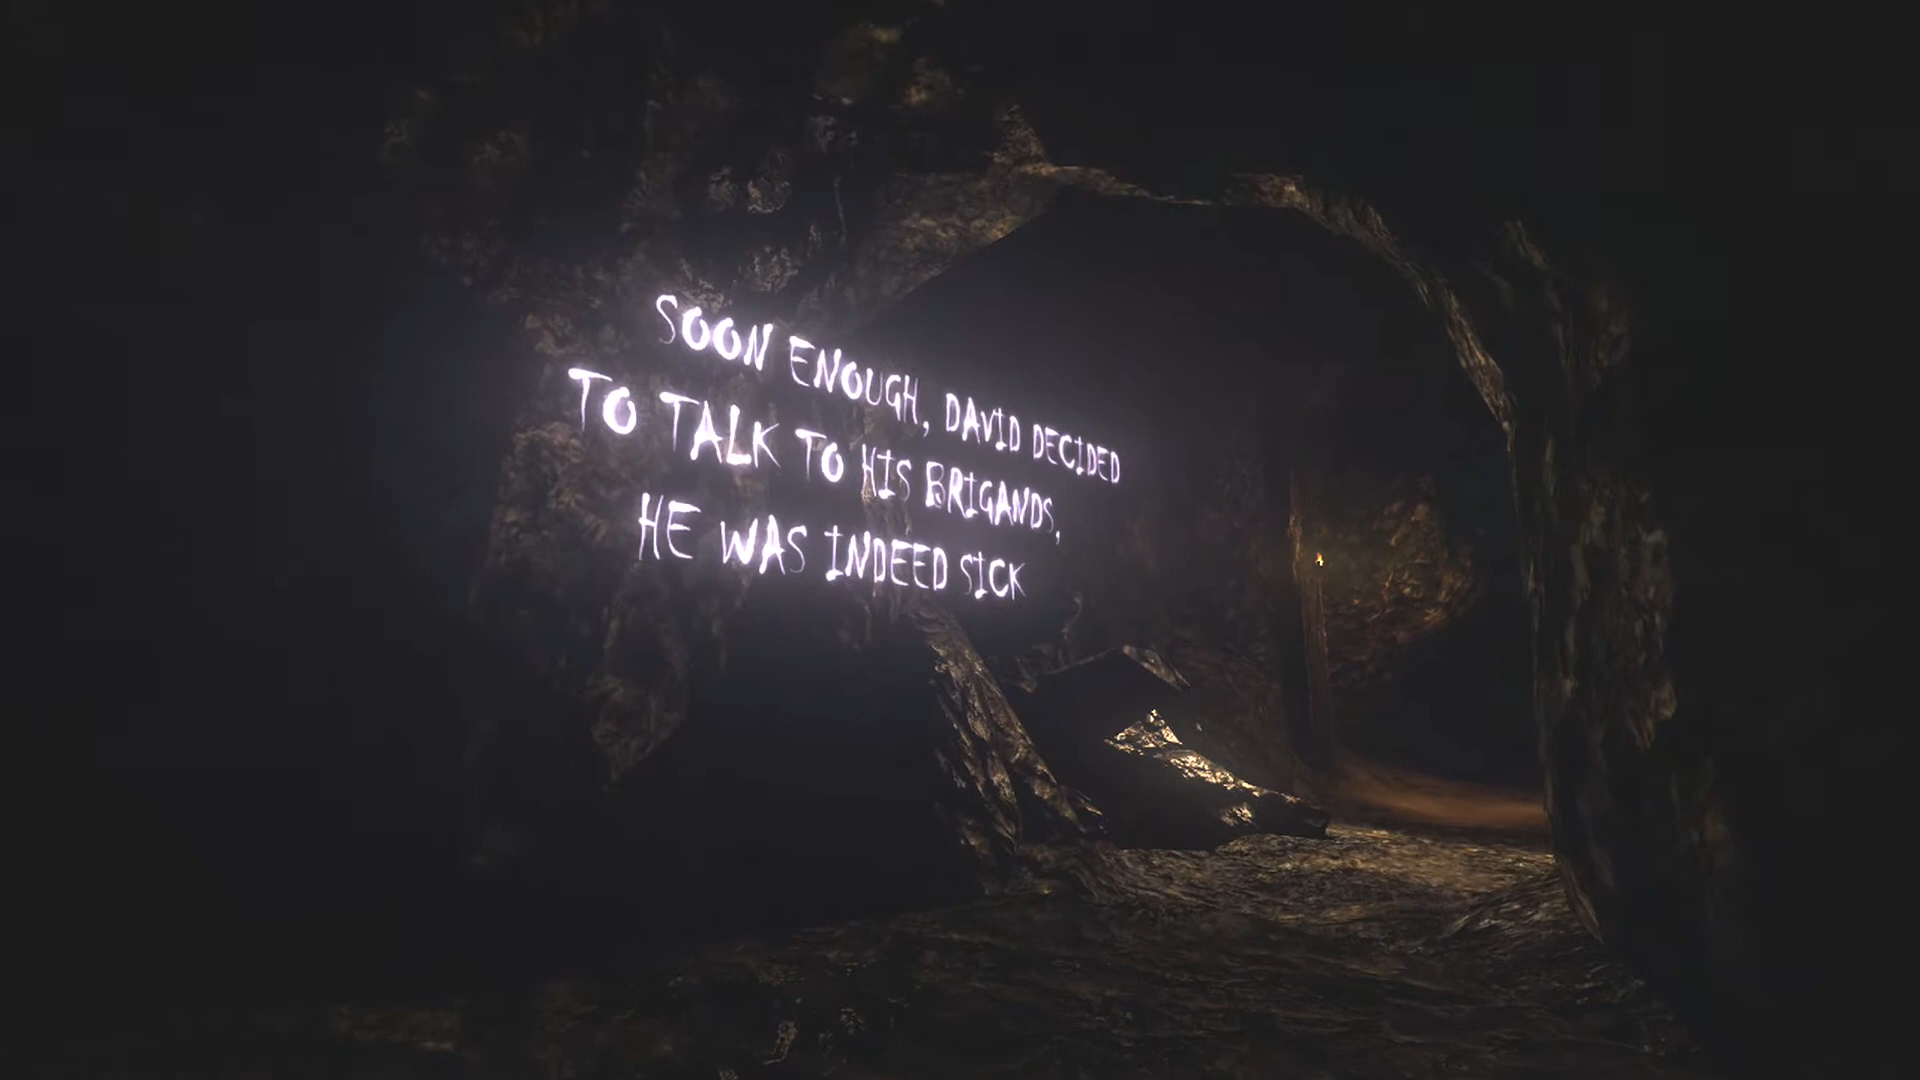 SOON ENOUGH, DAVID DECIDED
TO TALK TO HIS BRIGANDS,
HE WAS INDEED SICK